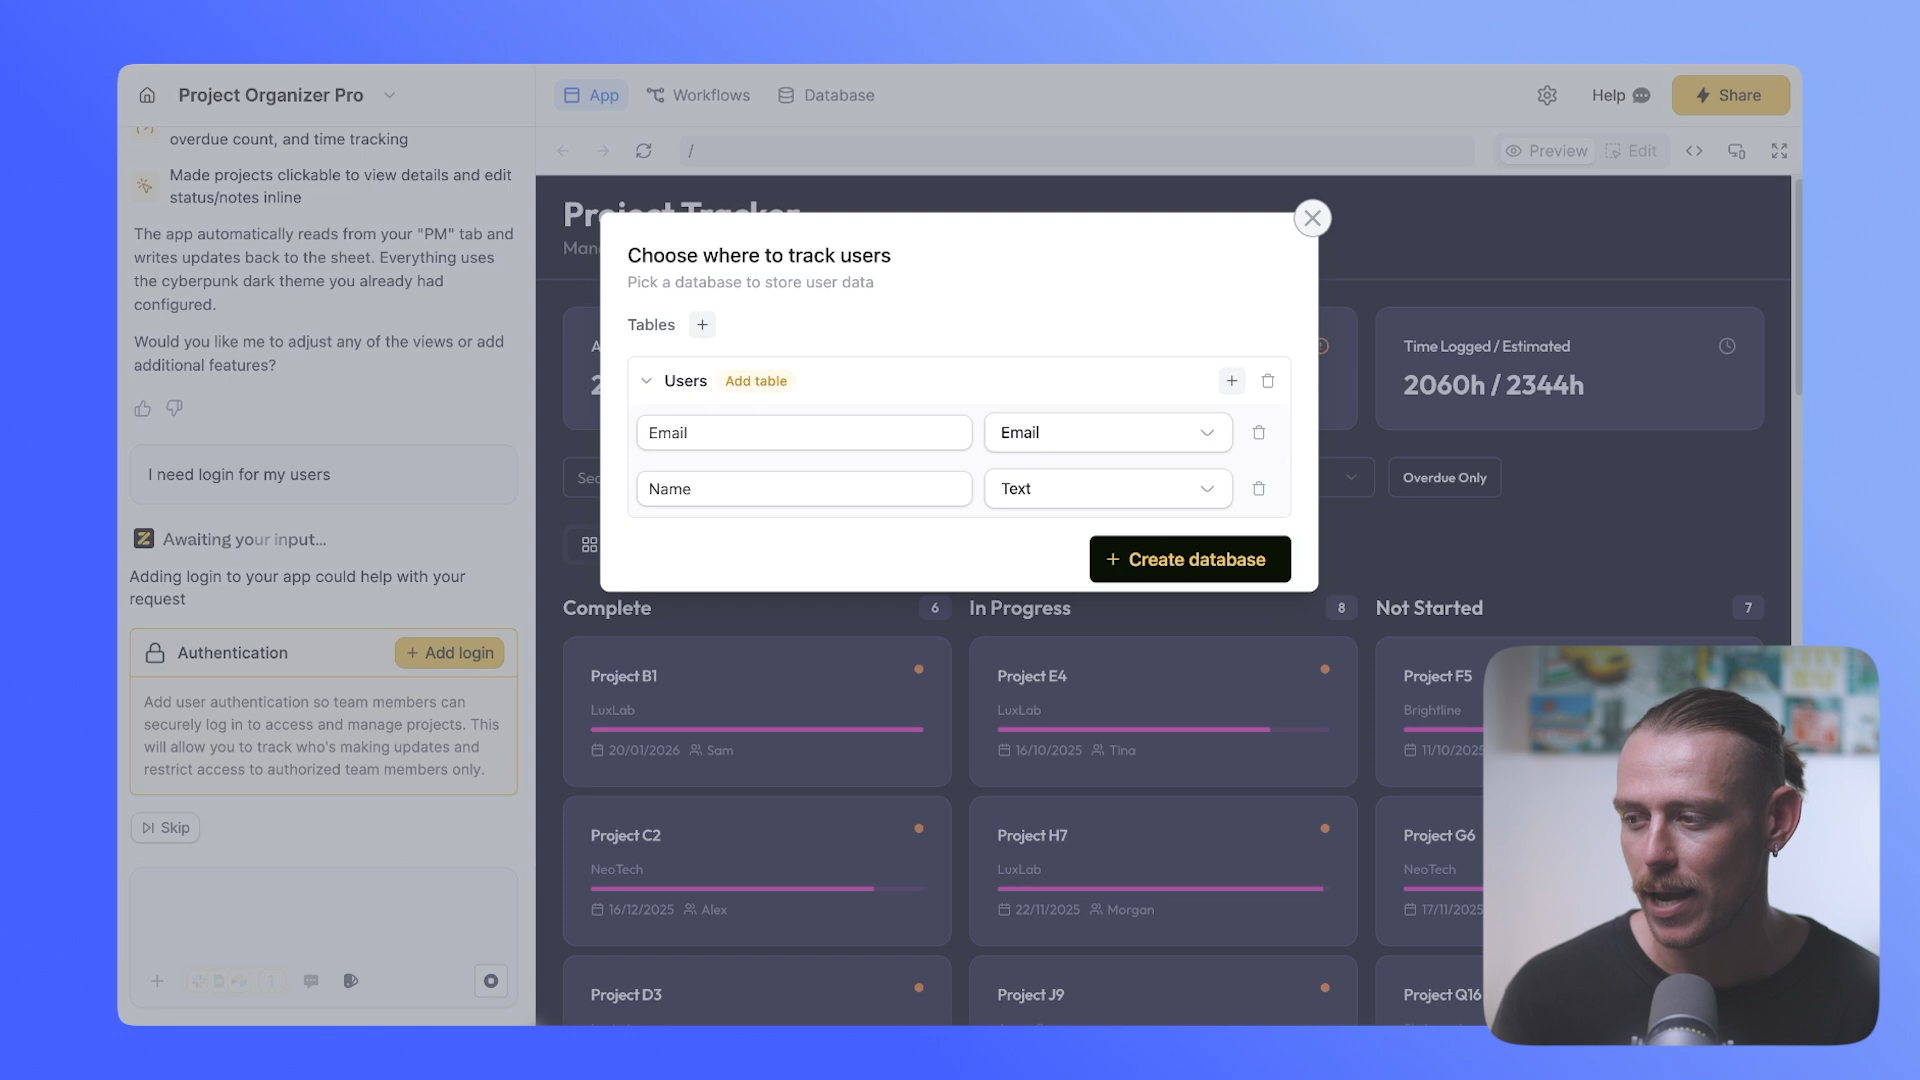 Project Organizer Pro
App
Workflows
Database
Help
Share
overdue count, and time tracking
Made projects clickable to view details and edit
status/notes inline
The app automatically reads from your "PM" tab and
writes updates back to the sheet. Everything uses
the cyberpunk dark theme you already had
configured.
Would you like me to adjust any of the views or add
additional features?
I need login for my users
Awaiting your input...
Adding login to your app could help with your
request
Authentication
+ Add login
Add user authentication so team members can
securely log in to access and manage projects. This
will allow you to track who's making updates and
restrict access to authorized team members only.
Skip
/
Preview
Edit
Project Tracker
Choose where to track users
Pick a database to store user data
Tables
Users
Add table
Email
Email
Name
Text
+ Create database
Time Logged / Estimated
2060h / 2344h
Overdue Only
Complete
6
In Progress
8
Not Started
7
Project B1
LuxLab
20/01/2026
Sam
Project E4
LuxLab
16/10/2025
Tina
Project F5
Brightline
11/10/2025
Project C2
NeoTech
16/12/2025
Alex
Project H7
LuxLab
22/11/2025
Morgan
Project G6
NeoTech
17/11/2025
Project D3
Project J9
Project Q16